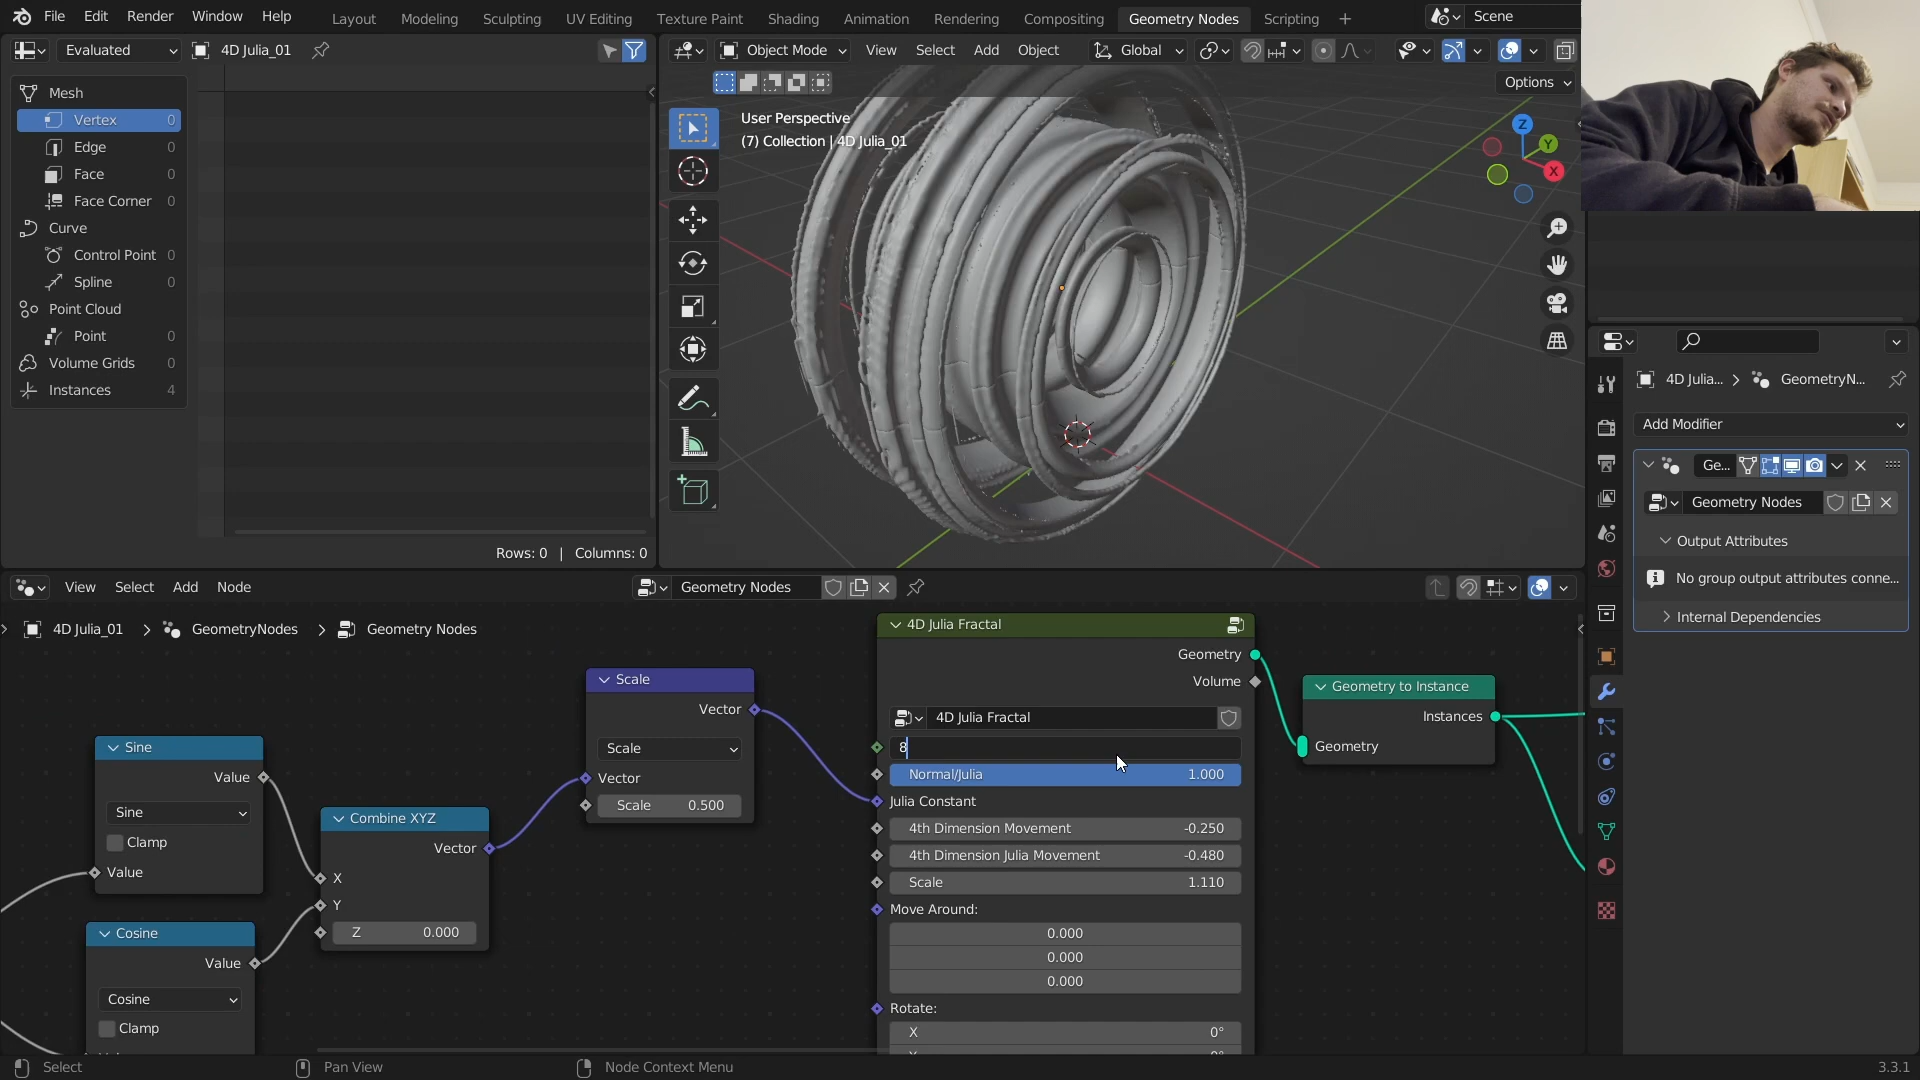 File Edit Render Window Help Layout Modeling Sculpting UV Editing Texture Paint Shading Animation Rendering Compositing Geometry Nodes Scripting + Scene
Evaluated 4D Julia_01
Mesh
Vertex 0
Edge 0
Face 0
Face Corner 0
Curve
Control Point 0
Spline 0
Point Cloud
Point 0
Volume Grids 0
Instances 4
Rows: 0 | Columns: 0
Object Mode View Select Add Object Global
Options
User Perspective
(7) Collection | 4D Julia_01
Z
Y
X
4D Julia... > GeometryN...
Add Modifier
Ge...
Geometry Nodes
Output Attributes
No group output attributes conne...
Internal Dependencies
View Select Add Node Geometry Nodes
4D Julia_01 > GeometryNodes > Geometry Nodes
Sine
Value
Sine
Clamp
Value
Cosine
Value
Cosine
Clamp
Combine XYZ
Vector
X
Y
Z 0.000
Scale
Vector
Scale
Vector
Scale 0.500
4D Julia Fractal
Geometry
Volume
4D Julia Fractal
8
Normal/Julia 1.000
Julia Constant
4th Dimension Movement -0.250
4th Dimension Julia Movement -0.480
Scale 1.110
Move Around:
0.000
0.000
0.000
Rotate:
X 0°
Geometry to Instance
Instances
Geometry
Select Pan View Node Context Menu 3.3.1